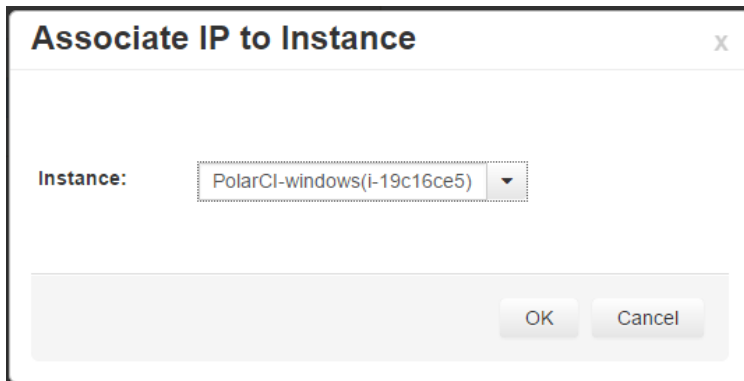 Associate IP to Instance
x
Instance: PolarCI-windows(i-19c16ce5)
OK Cancel